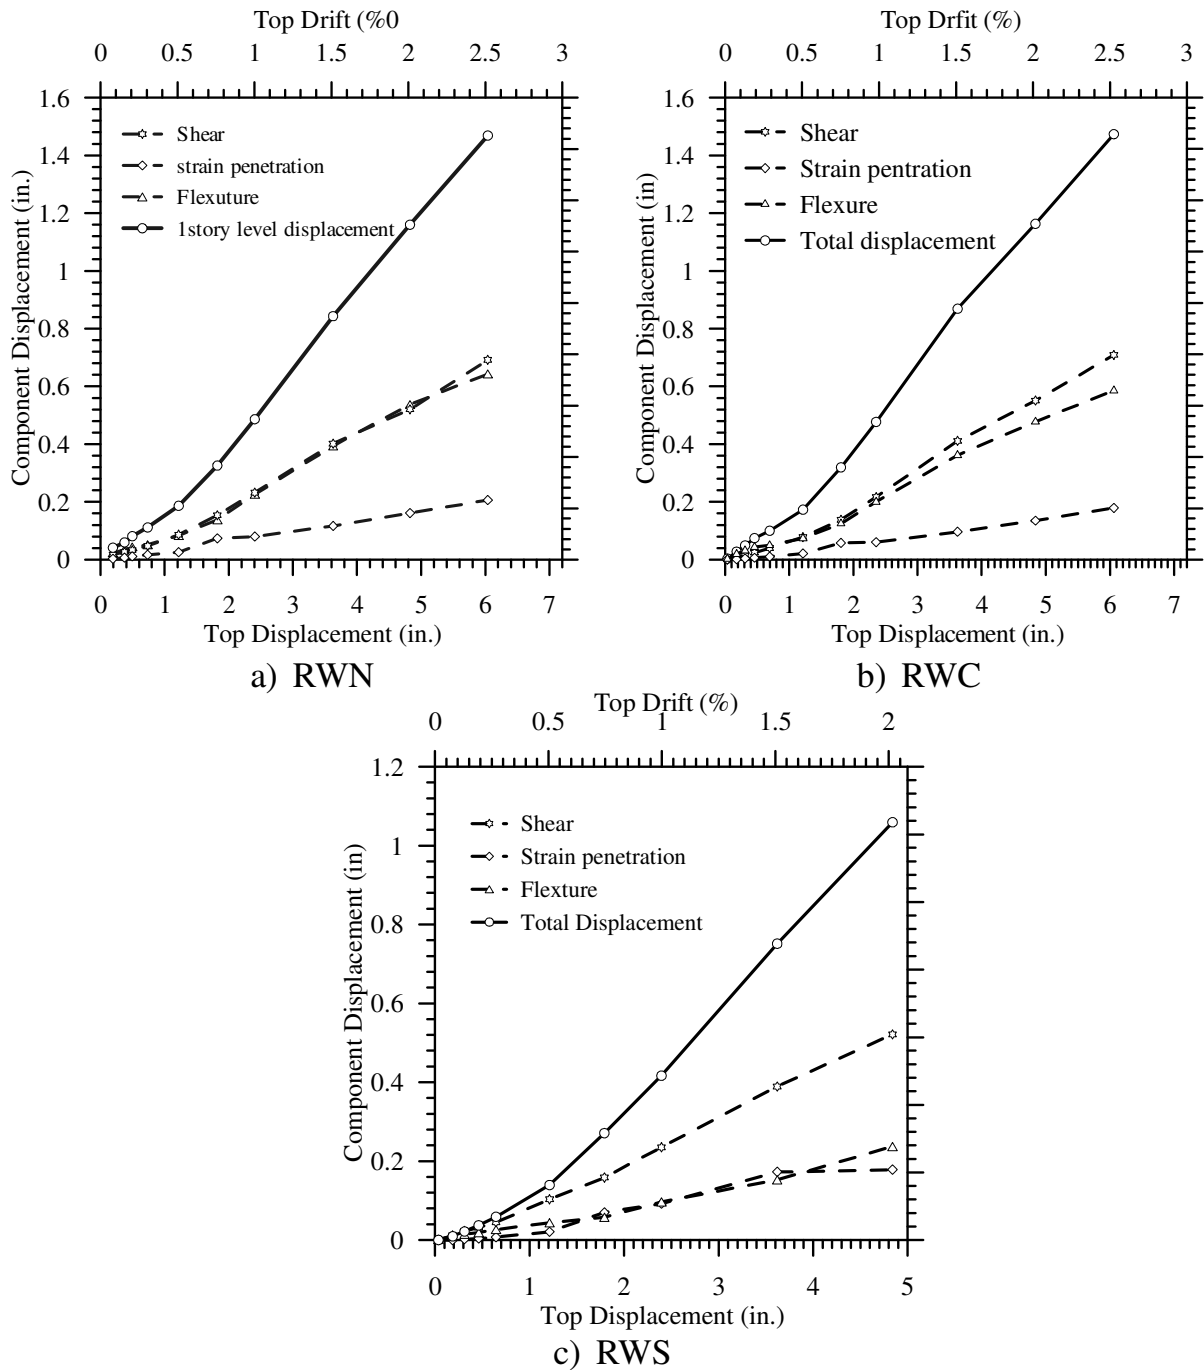 Top Drift (%0
0 0.5 1 1.5 2 2.5 3
1.6
1.4
1.2
1
0.8
0.6
0.4
0.2
0
Component Displacement (in.)
Shear
strain penetration
Flexuture
1story level displacement
0 1 2 3 4 5 6 7
Top Displacement (in.)
a) RWN
Top Drfit (%)
0 0.5 1 1.5 2 2.5 3
1.6
1.4
1.2
1
0.8
0.6
0.4
0.2
0
Component Displacement (in
Shear
Strain pentration
Flexure
Total displacement
0 1 2 3 4 5 6 7
Top Displacement (in.)
b) RWC
Top Drift (%)
0 0.5 1 1.5 2
1.2
1
0.8
0.6
0.4
0.2
0
Component Displacement (in
Shear
Strain penetration
Flexture
Total Displacement
0 1 2 3 4 5
Top Displacement (in.)
c) RWS